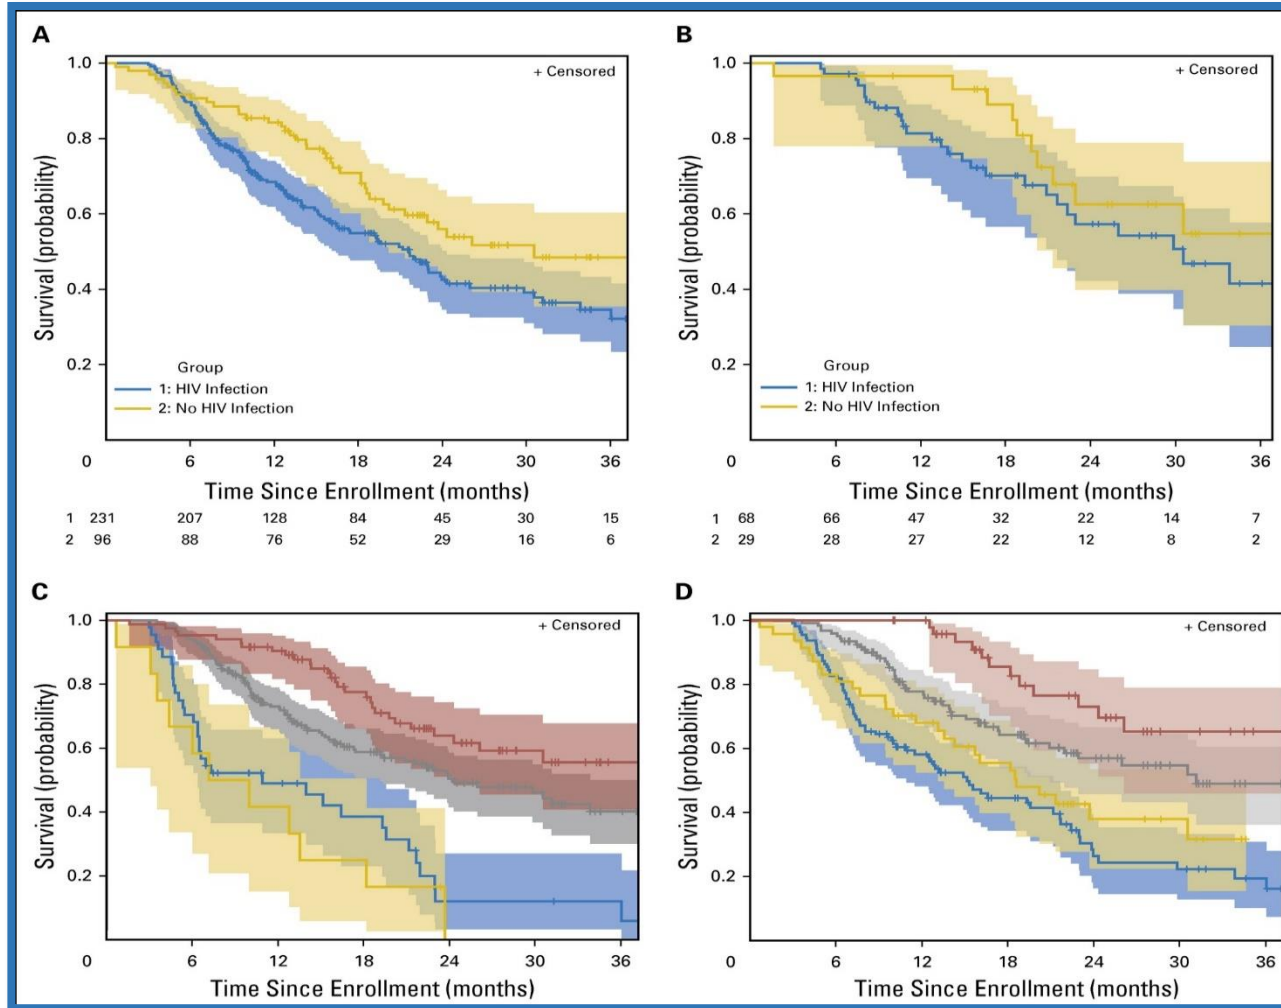 A
+ Censored
Survival (probability)
1.0
0.8
0.6
0.4
0.2
Group
1: HIV Infection
2: No HIV Infection
0 6 12 18 24 30 36
Time Since Enrollment (months)
1 231 207 128 84 45 30 15
2 96 88 76 52 29 16 6
B
+ Censored
Survival (probability)
1.0
0.8
0.6
0.4
0.2
Group
1: HIV Infection
2: No HIV Infection
0 6 12 18 24 30 36
Time Since Enrollment (months)
1 68 66 47 32 22 14 7
2 29 28 27 22 12 8 2
C
+ Censored
Survival (probability)
1.0
0.8
0.6
0.4
0.2
0 6 12 18 24 30 36
Time Since Enrollment (months)
D
+ Censored
Survival (probability)
1.0
0.8
0.6
0.4
0.2
0 6 12 18 24 30 36
Time Since Enrollment (months)